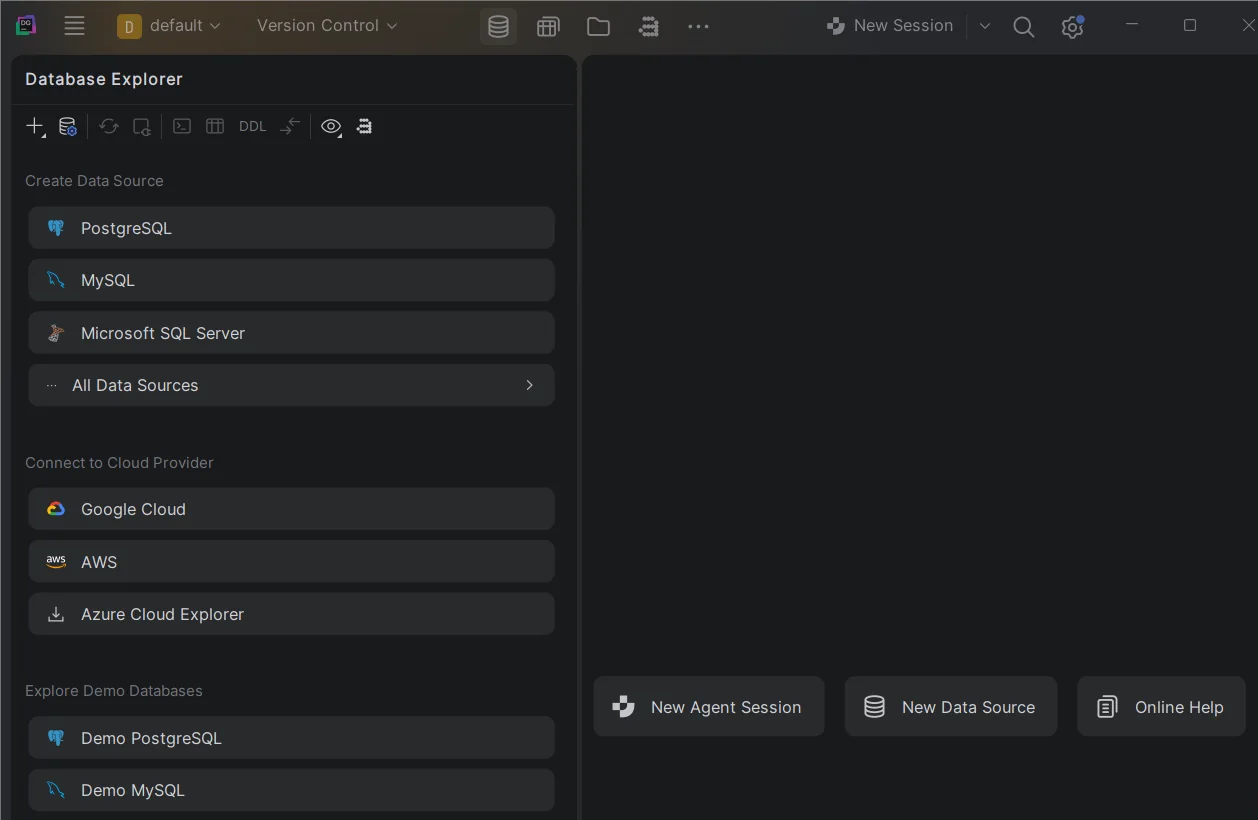 DG
D default
Version Control
New Session
Database Explorer
DDL
Create Data Source
PostgreSQL
MySQL
Microsoft SQL Server
All Data Sources
Connect to Cloud Provider
Google Cloud
aws AWS
Azure Cloud Explorer
Explore Demo Databases
Demo PostgreSQL
Demo MySQL
New Agent Session
New Data Source
Online Help